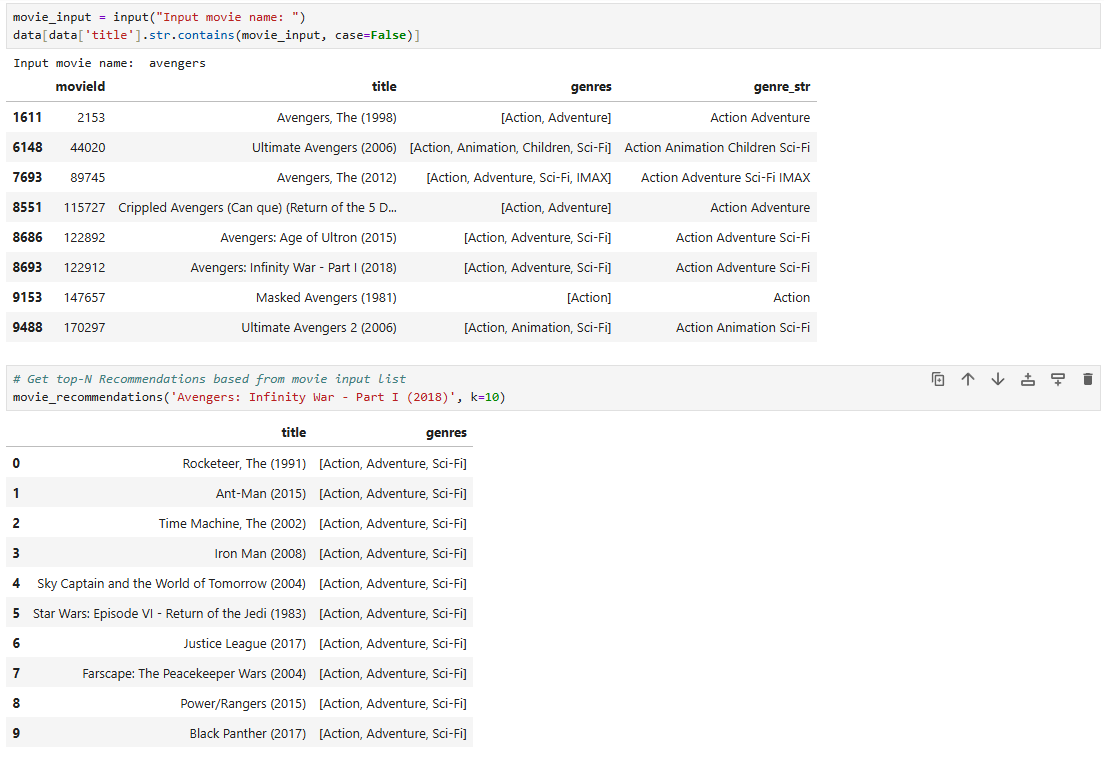 movie_input = input("Input movie name: ")
data[data['title'].str.contains(movie_input, case=False)]
Input movie name:  avengers
movieId title genres genre_str
1611 2153 Avengers, The (1998) [Action, Adventure] Action Adventure
6148 44020 Ultimate Avengers (2006) [Action, Animation, Children, Sci-Fi] Action Animation Children Sci-Fi
7693 89745 Avengers, The (2012) [Action, Adventure, Sci-Fi, IMAX] Action Adventure Sci-Fi IMAX
8551 115727 Crippled Avengers (Can que) (Return of the 5 D... [Action, Adventure] Action Adventure
8686 122892 Avengers: Age of Ultron (2015) [Action, Adventure, Sci-Fi] Action Adventure Sci-Fi
8693 122912 Avengers: Infinity War - Part I (2018) [Action, Adventure, Sci-Fi] Action Adventure Sci-Fi
9153 147657 Masked Avengers (1981) [Action] Action
9488 170297 Ultimate Avengers 2 (2006) [Action, Animation, Sci-Fi] Action Animation Sci-Fi
# Get top-N Recommendations based from movie input list
movie_recommendations('Avengers: Infinity War - Part I (2018)', k=10)
title genres
0 Rocketeer, The (1991) [Action, Adventure, Sci-Fi]
1 Ant-Man (2015) [Action, Adventure, Sci-Fi]
2 Time Machine, The (2002) [Action, Adventure, Sci-Fi]
3 Iron Man (2008) [Action, Adventure, Sci-Fi]
4 Sky Captain and the World of Tomorrow (2004) [Action, Adventure, Sci-Fi]
5 Star Wars: Episode VI - Return of the Jedi (1983) [Action, Adventure, Sci-Fi]
6 Justice League (2017) [Action, Adventure, Sci-Fi]
7 Farscape: The Peacekeeper Wars (2004) [Action, Adventure, Sci-Fi]
8 Power/Rangers (2015) [Action, Adventure, Sci-Fi]
9 Black Panther (2017) [Action, Adventure, Sci-Fi]